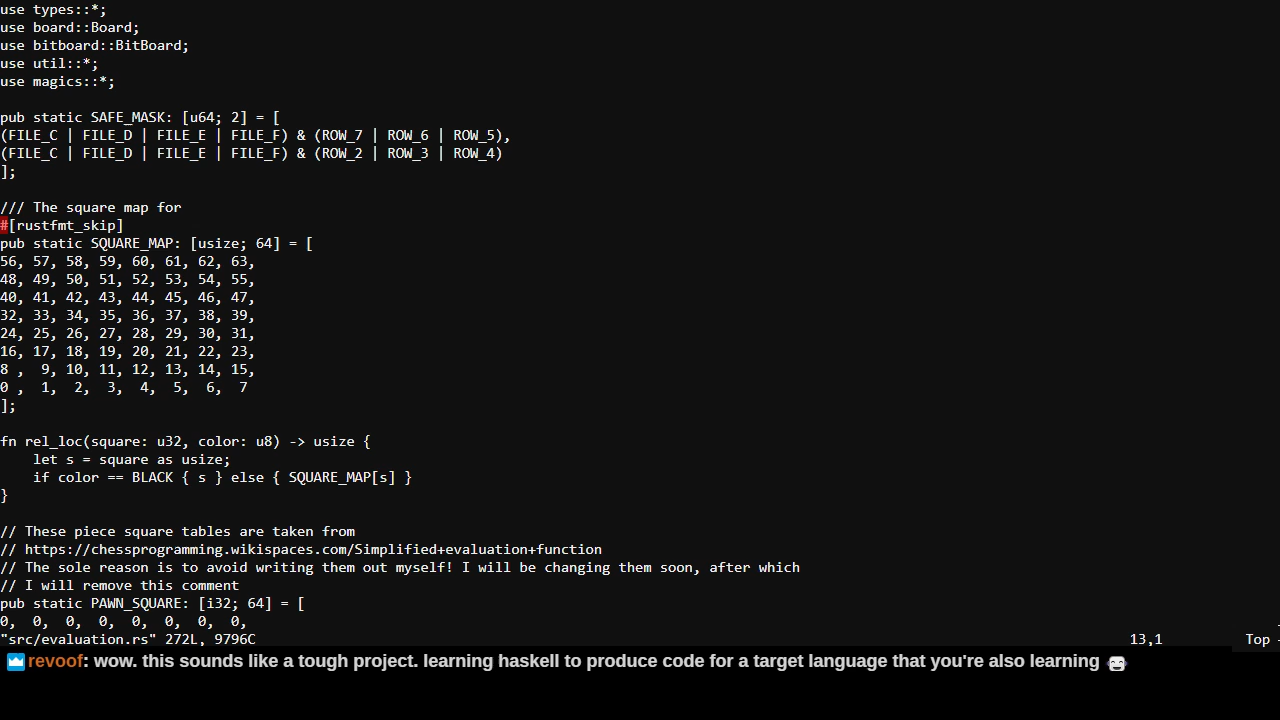 use types::*;
use board::Board;
use bitboard::BitBoard;
use util::*;
use magics::*;
pub static SAFE_MASK: [u64; 2] = [
(FILE_C | FILE_D | FILE_E | FILE_F) & (ROW_7 | ROW_6 | ROW_5),
(FILE_C | FILE_D | FILE_E | FILE_F) & (ROW_2 | ROW_3 | ROW_4)
];
/// The square map for
#[rustfmt_skip]
pub static SQUARE_MAP: [usize; 64] = [
56, 57, 58, 59, 60, 61, 62, 63,
48, 49, 50, 51, 52, 53, 54, 55,
40, 41, 42, 43, 44, 45, 46, 47,
32, 33, 34, 35, 36, 37, 38, 39,
24, 25, 26, 27, 28, 29, 30, 31,
16, 17, 18, 19, 20, 21, 22, 23,
8 ,  9, 10, 11, 12, 13, 14, 15,
0 ,  1,  2,  3,  4,  5,  6,  7
];
fn rel_loc(square: u32, color: u8) -> usize {
    let s = square as usize;
    if color == BLACK { s } else { SQUARE_MAP[s] }
}
// These piece square tables are taken from
// https://chessprogramming.wikispaces.com/Simplified+evaluation+function
// The sole reason is to avoid writing them out myself! I will be changing them soon, after which
// I will remove this comment
pub static PAWN_SQUARE: [i32; 64] = [
0,  0,  0,  0,  0,  0,  0,  0,
"src/evaluation.rs" 272L, 9796C 13,1 Top
revoof: wow. this sounds like a tough project. learning haskell to produce code for a target language that you're also learning